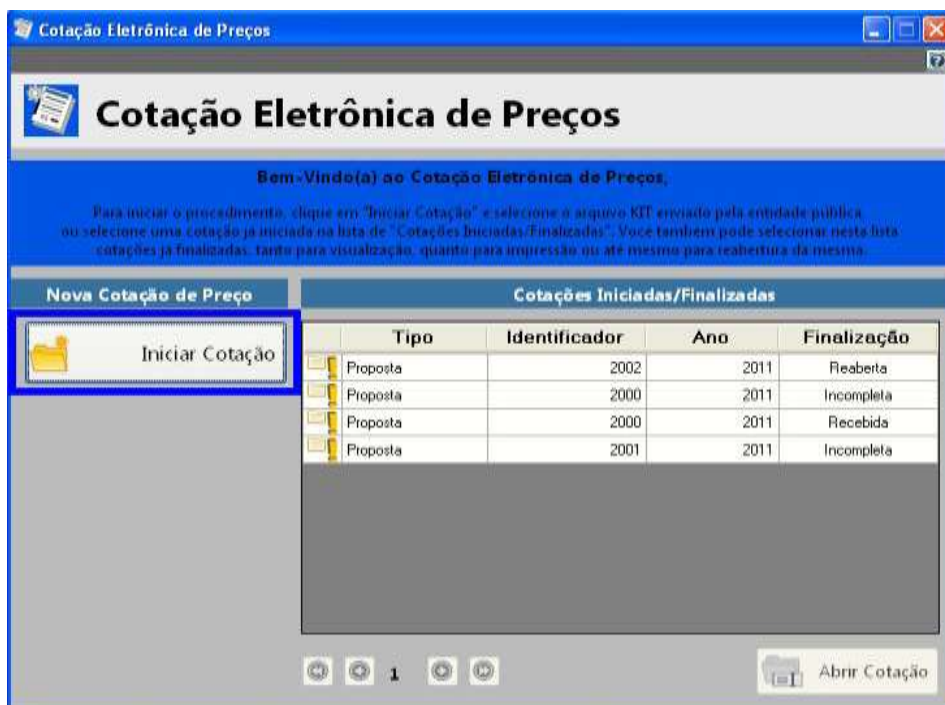 Cotação Eletrônica de Preços
Cotação Eletrônica de Preços
Bem-Vindo(a) ao Cotação Eletrônica de Preços,
Para iniciar o procedimento, clique em "Iniciar Cotação" e selecione o arquivo KIT enviado pela entidade pública,
ou selecione uma cotação já iniciada na lista de "Cotações Iniciadas/Finalizadas". Voce tambem pode selecionar nesta lista
cotações já finalizadas, tanto para visualização, quanto para impressão ou até mesmo para reabertura da mesma.
Nova Cotação de Preço
Cotações Iniciadas/Finalizadas
Iniciar Cotação
Tipo Identificador Ano Finalização
Proposta 2002 2011 Reaberta
Proposta 2000 2011 Incompleta
Proposta 2000 2011 Recebida
Proposta 2001 2011 Incompleta
1
Abrir Cotação